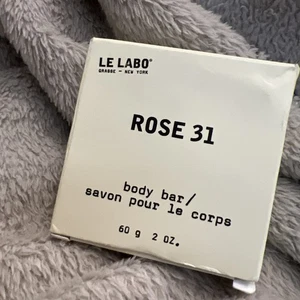 LE LABO®
GRASSE — NEW YORK
ROSE 31
body bar/
savon pour le corps
60 g 2 OZ.